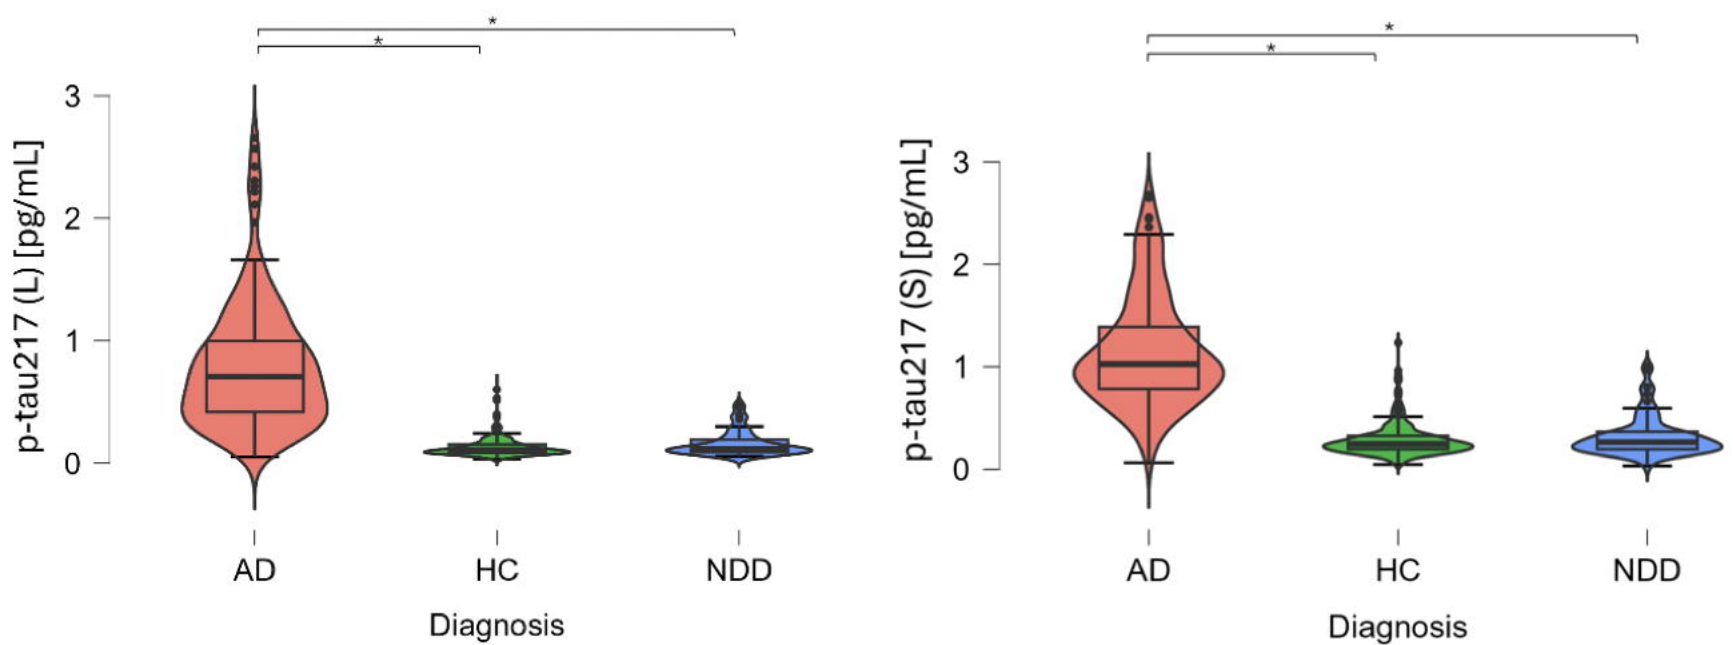 *
*
3
2
1
0
p-tau217 (L) [pg/mL]
AD HC NDD
Diagnosis
*
*
3
2
1
0
p-tau217 (S) [pg/mL]
AD HC NDD
Diagnosis